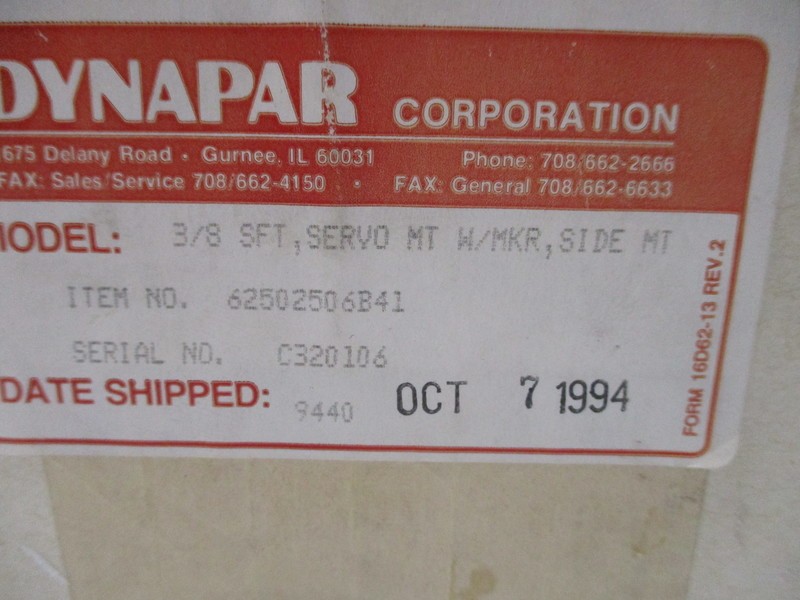 DYNAPAR CORPORATION
675 Delany Road · Gurnee, IL 60031 Phone: 708/662-2666
FAX: Sales/Service 708/662-4150 · FAX: General 708/662-6633
MODEL: 3/8 SFT,SERVO MT W/MKR,SIDE MT
ITEM NO. 62502506B41
SERIAL NO. C320106
DATE SHIPPED: 9440 OCT 7 1994
FORM 16D62-13 REV.2